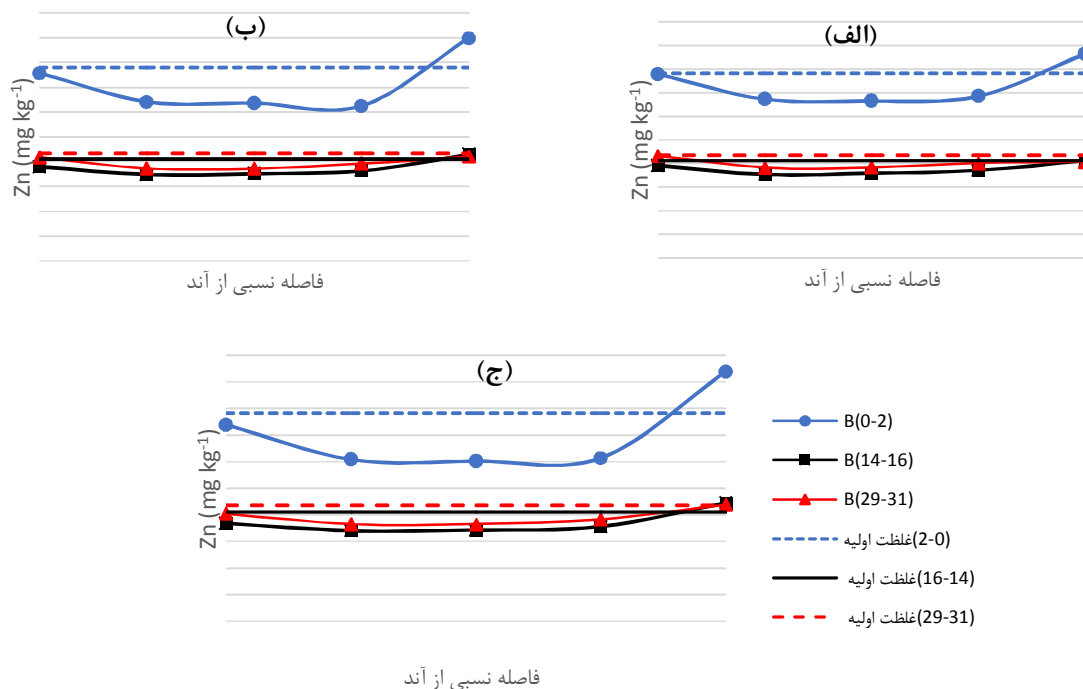 (الف)
Zn (mg kg-1)
فاصله نسبی از آند
(ب)
Zn (mg kg-1)
فاصله نسبی از آند
(ج)
Zn (mg kg-1)
فاصله نسبی از آند
B(0-2)
B(14-16)
B(29-31)
غلظت اولیه(2-0)
غلظت اولیه(16-14)
غلظت اولیه(29-31)